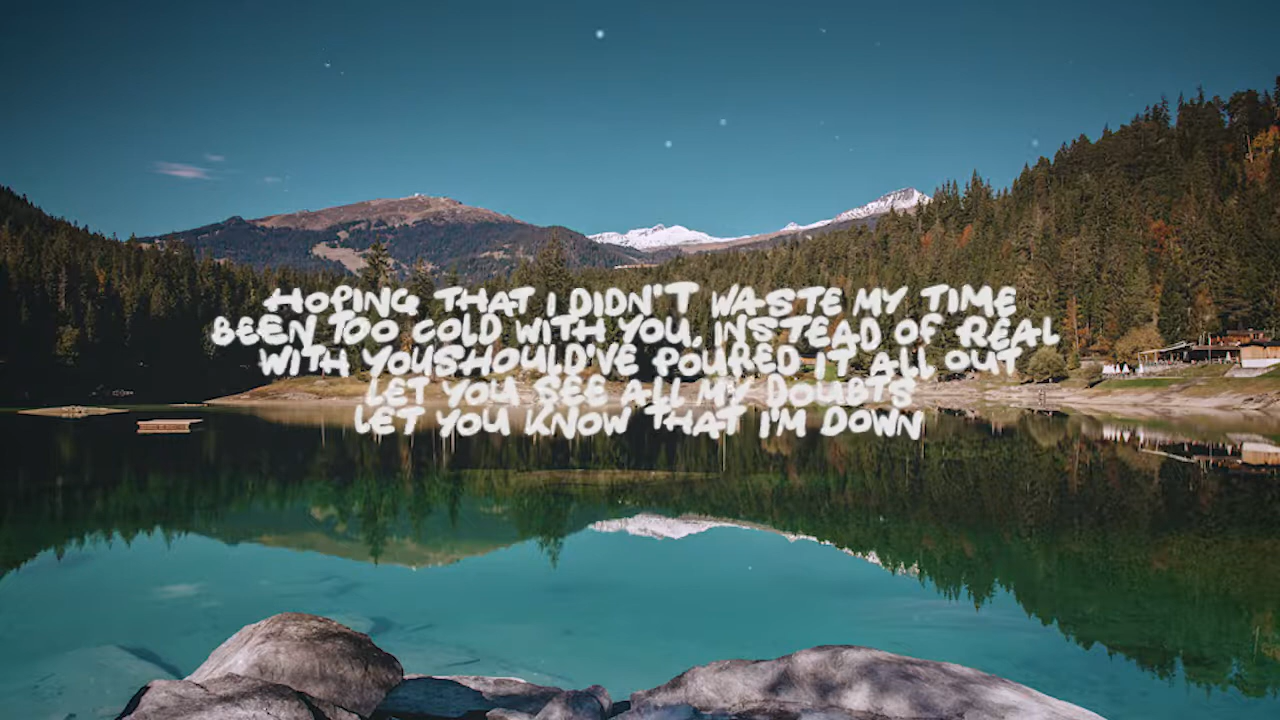 HOPING THAT I DIDN'T WASTE MY TIME
BEEN TOO COLD WITH YOU, INSTEAD OF REAL
WITH YOUSHOULD'VE POURED IT ALL OUT
LET YOU SEE ALL MY DOUBTS
LET YOU KNOW THAT I'M DOWN